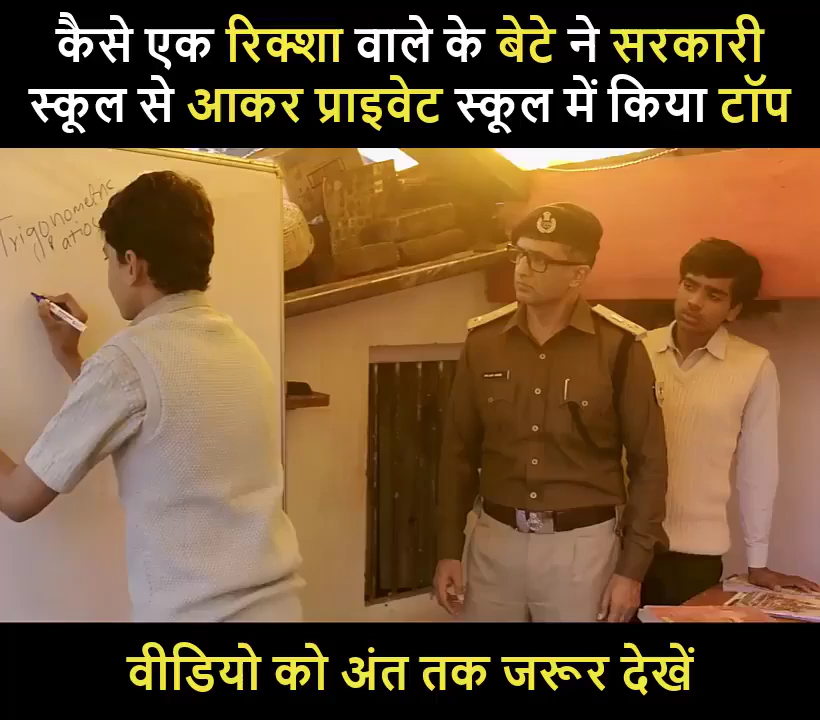 कैसे एक रिक्शा वाले के बेटे ने सरकारी
स्कूल से आकर प्राइवेट स्कूल में किया टॉप
Trigonometric
Ratios
वीडियो को अंत तक जरूर देखें